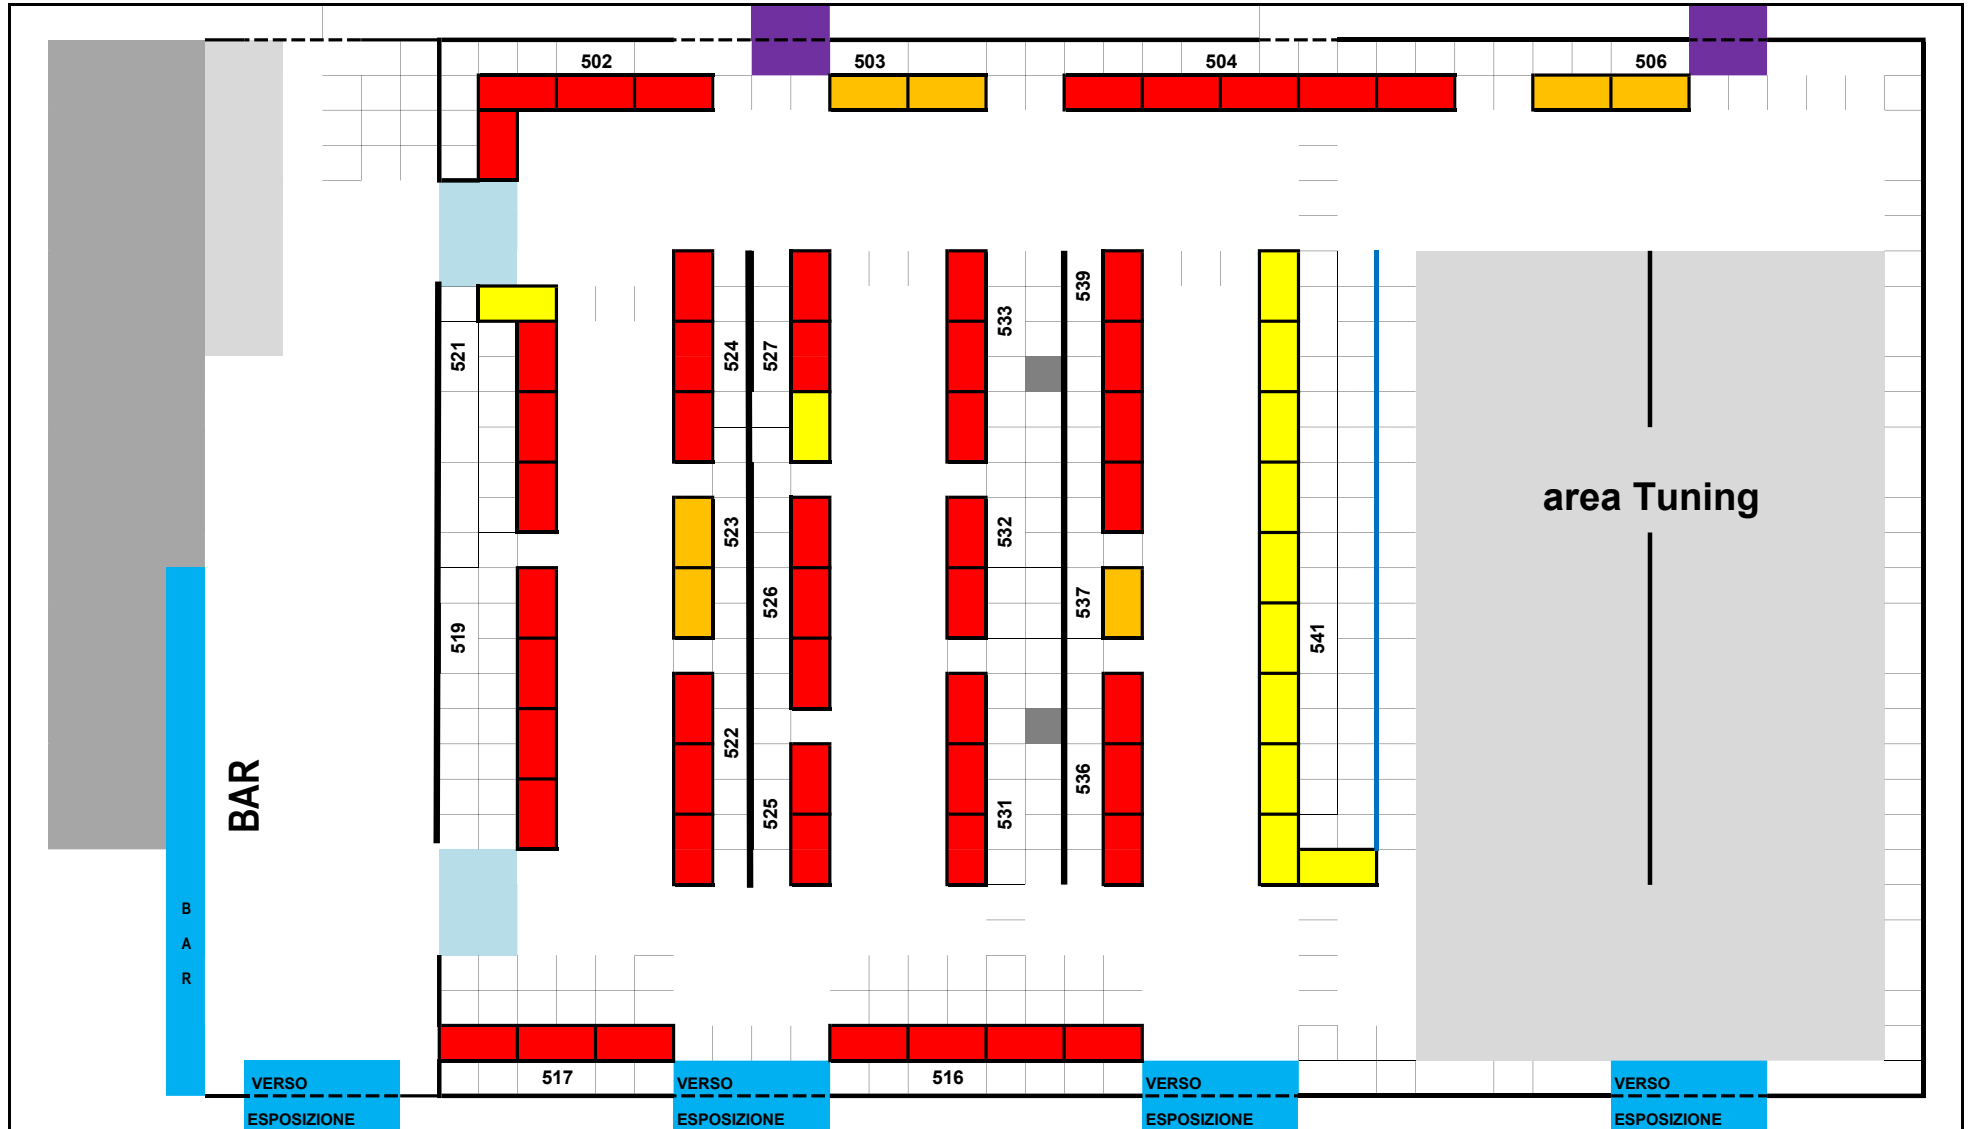 502
503
504
506
521
524
527
533
539
area Tuning
523
532
526
537
519
541
522
536
525
531
BAR
B
A
R
517
516
VERSO
ESPOSIZIONE
VERSO
ESPOSIZIONE
VERSO
ESPOSIZIONE
VERSO
ESPOSIZIONE